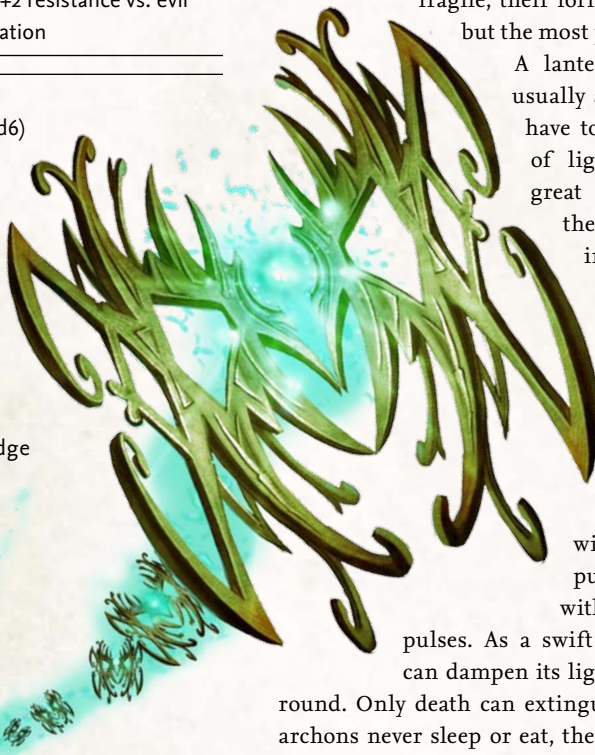 +2 resistance vs. evil
ation
d6)
dge
fragile, their for
but the most p
A lante
usually a
have to
of lig
great
the
in
wi
pu
with
pulses. As a swift
can dampen its lig
round. Only death can extingu
archons never sleep or eat, the